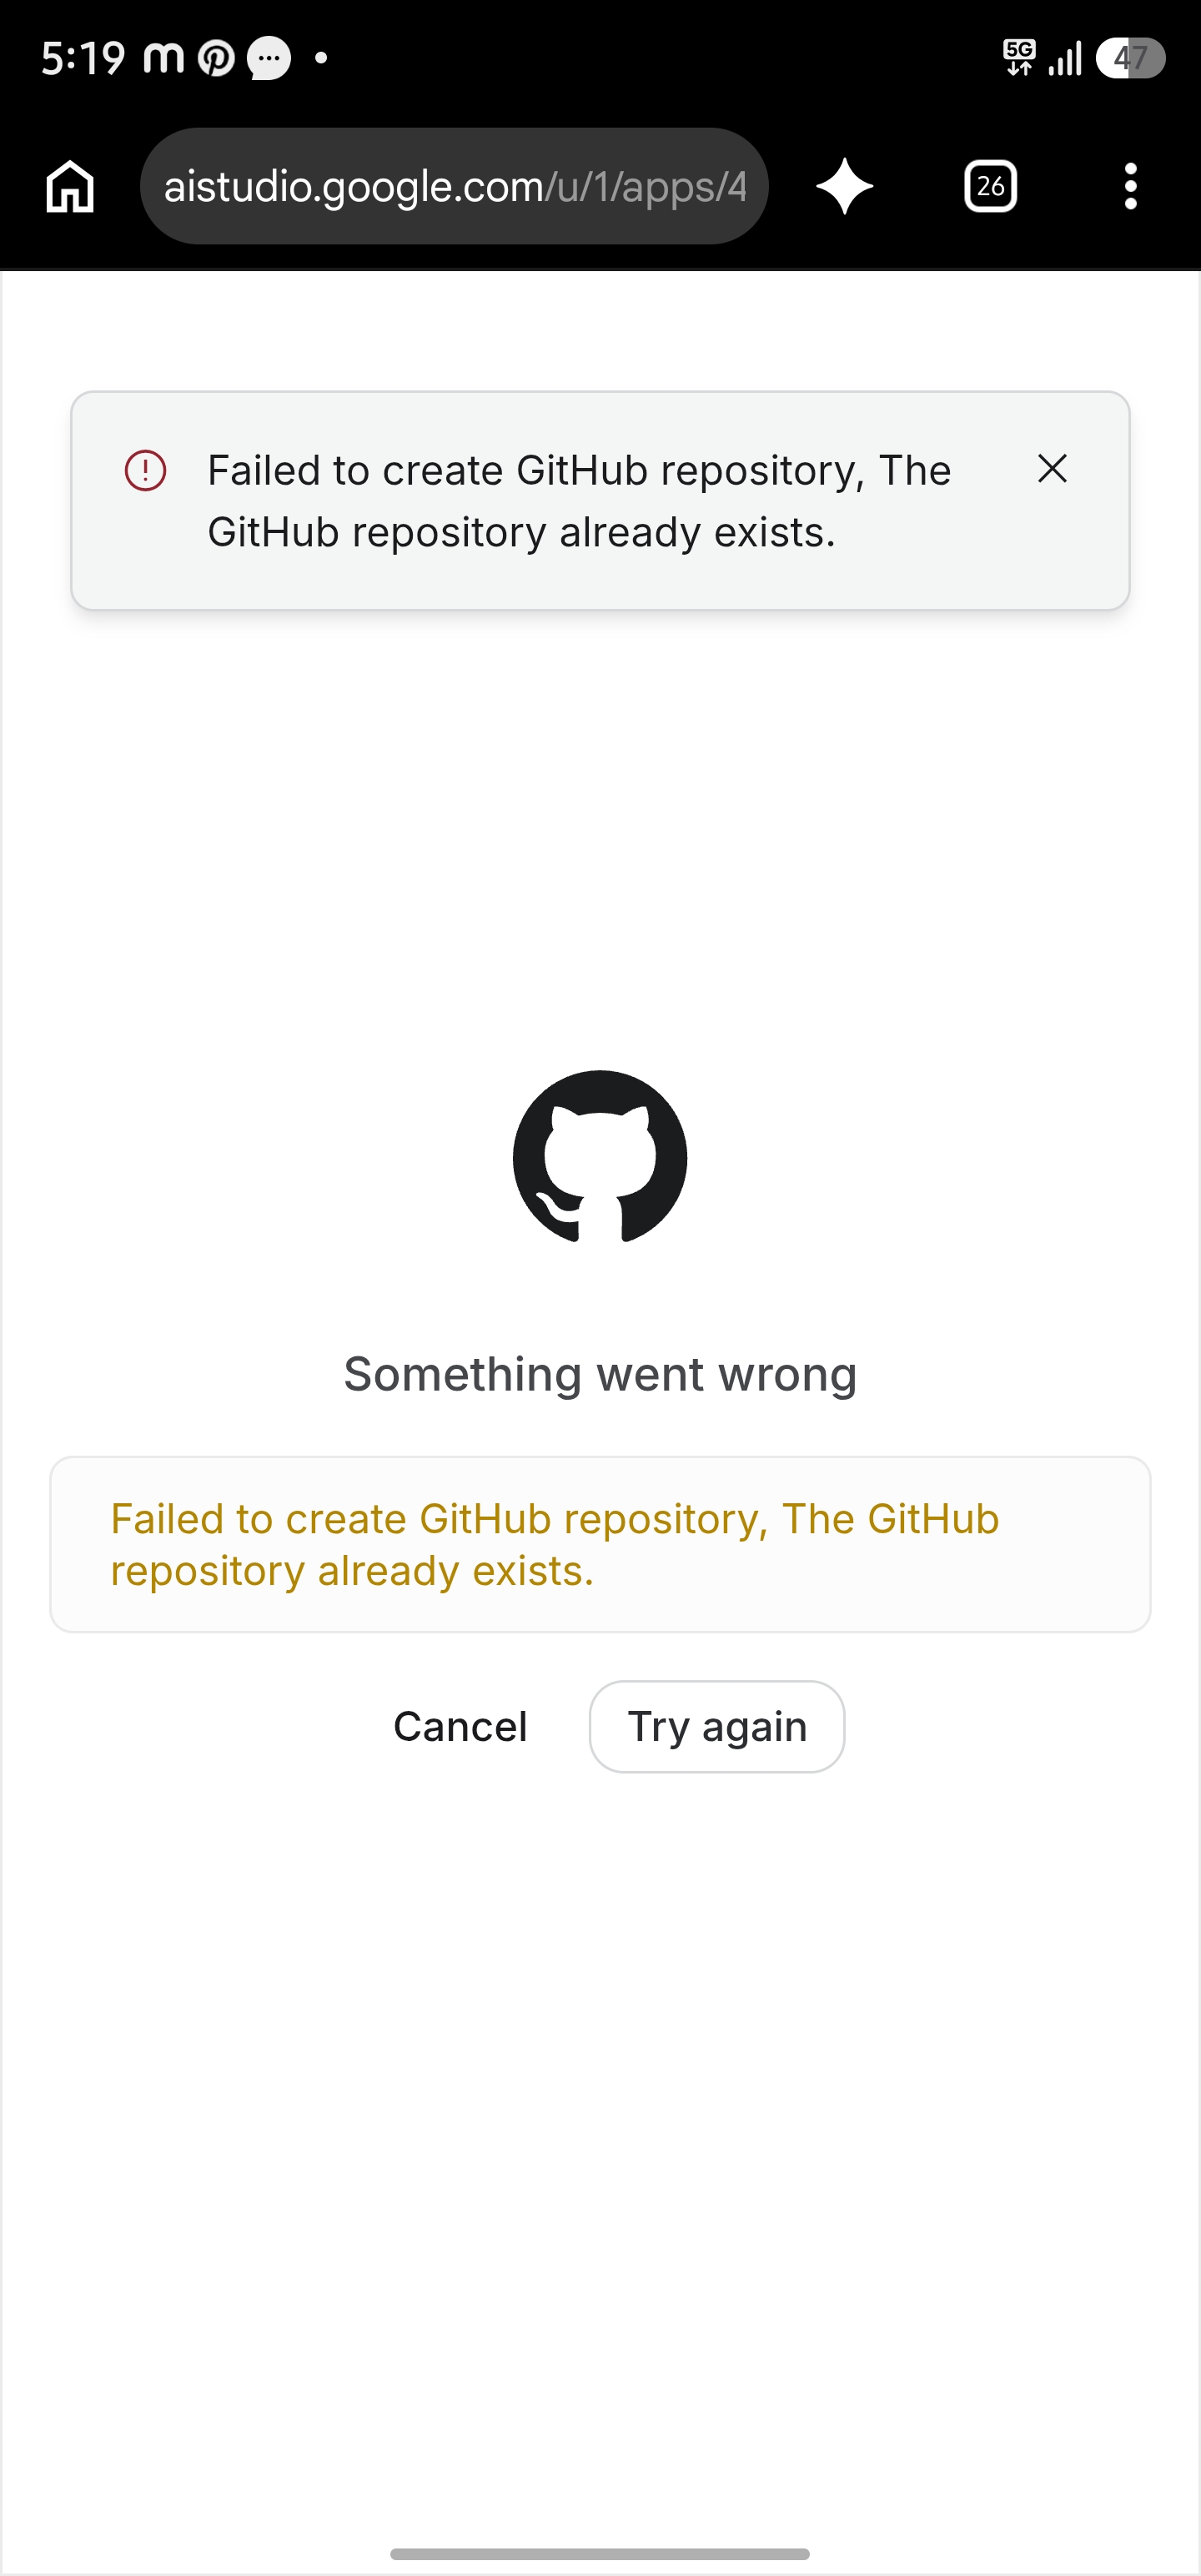 5:19
5G
47
aistudio.google.com/u/1/apps/4
26
Failed to create GitHub repository, The
GitHub repository already exists.
Something went wrong
Failed to create GitHub repository, The GitHub
repository already exists.
Cancel
Try again